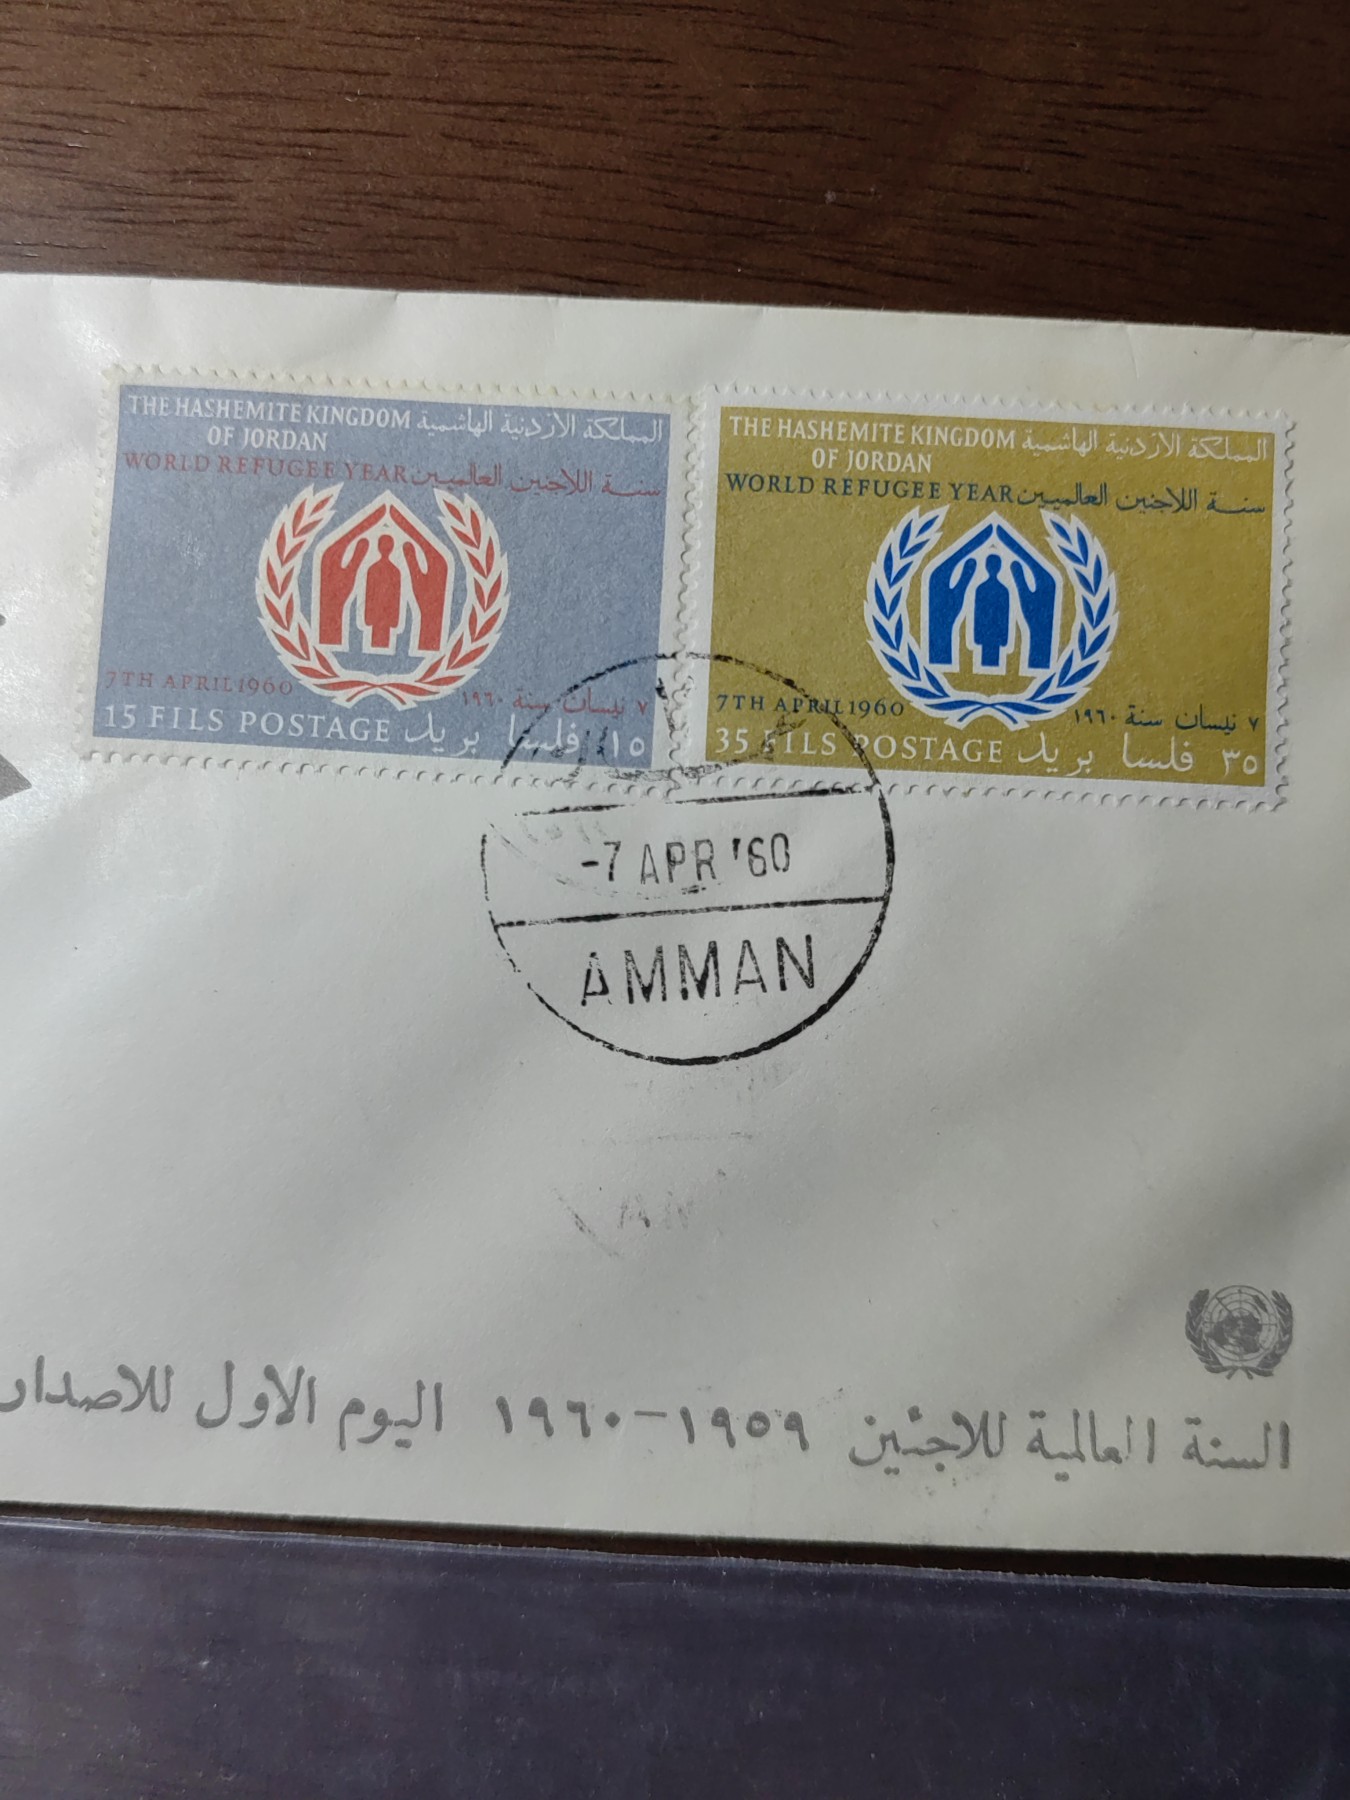 THE HASHEMITE KINGDOM المملكة الأردنية الهاشمية
OF JORDAN
WORLD REFUGEE YEAR سنة اللاجئين العالميين
7TH APRIL 1960 ٧ نيسان سنة ١٩٦٠
15 FILS POSTAGE ١٥ فلسا بريد
THE HASHEMITE KINGDOM المملكة الأردنية الهاشمية
OF JORDAN
WORLD REFUGEE YEAR سنة اللاجئين العالميين
7TH APRIL 1960 ٧ نيسان سنة ١٩٦٠
35 FILS POSTAGE ٣٥ فلسا بريد
-7 APR '60
AMMAN
السنة العالمية للاجئين ١٩٥٩-١٩٦٠ اليوم الاول للاصدار